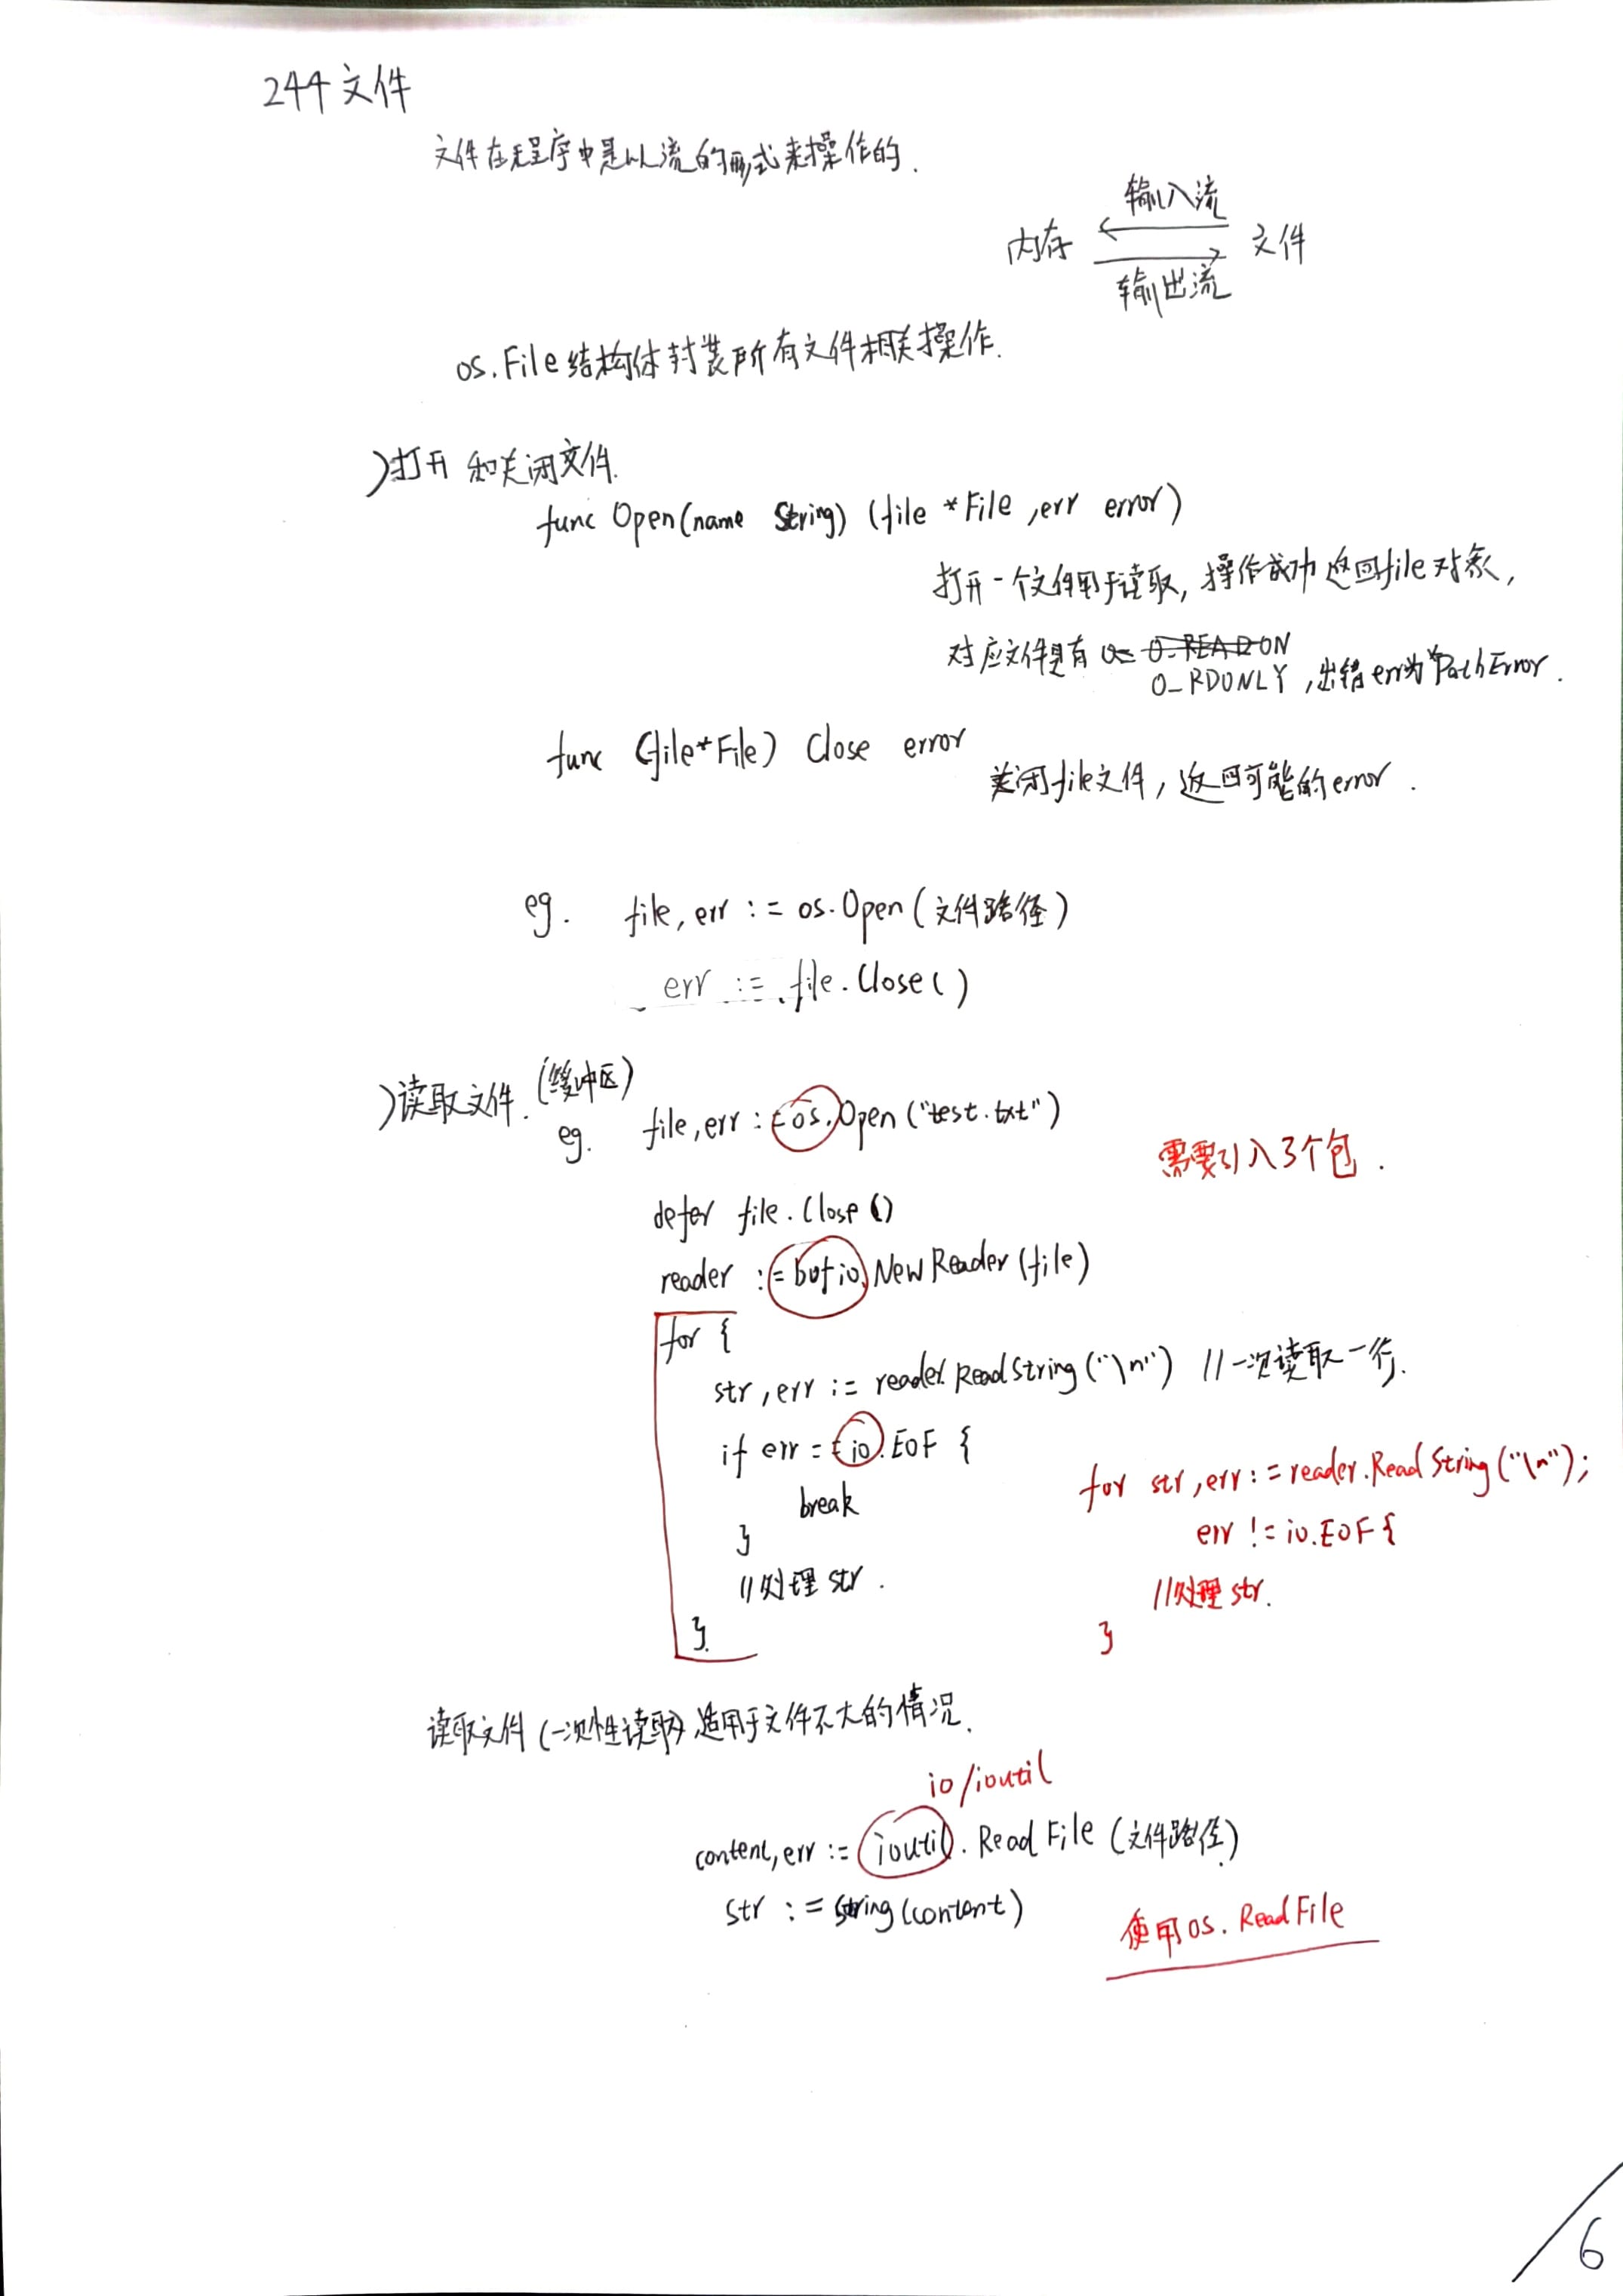 244 文件
文件在程序中是以流的形式来操作的.
输入流
内存 文件
输出流
os.File 结构体封装所有文件相关操作.
)打开和关闭文件.
func Open(name String) (file *File ,err error)
打开一个文件用于读取, 操作成功返回file对象,
对应文件具有 O_READON
O_RDONLY ,出错err为*PathError.
func (file*File) Close error
关闭file文件, 返回可能的error.
eg. file, err := os.Open(文件路径)
err := file.Close()
)读取文件.(缓冲区)
eg. file,err := os.Open("test.txt")
需要引入3个包.
defer file.Close()
reader := bufio.NewReader(file)
for {
str,err := reader.ReadString("\n") //一次读取一行.
if err == io.EOF {
break
}
//处理 str.
}.
for str,err:=reader.ReadString("\n");
err != io.EOF {
//处理 str.
}
读取文件(一次性读取) 适用于文件不大的情况.
io/ioutil
content,err := ioutil.ReadFile(文件路径)
str := string(content)
使用os.ReadFile
6